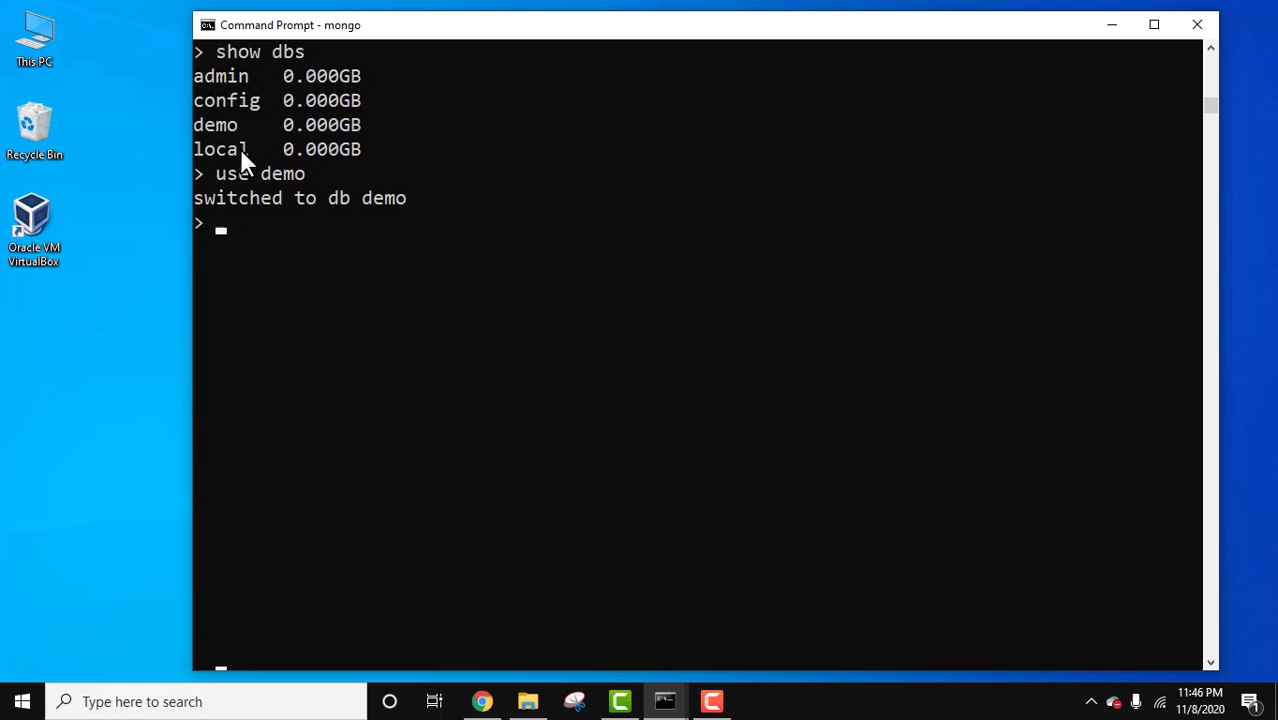 This PC
Recycle Bin
Oracle VM
VirtualBox
Command Prompt - mongo
> show dbs
admin 0.000GB
config 0.000GB
demo 0.000GB
local 0.000GB
> use demo
switched to db demo
>
Type here to search
11:46 PM
11/8/2020
1